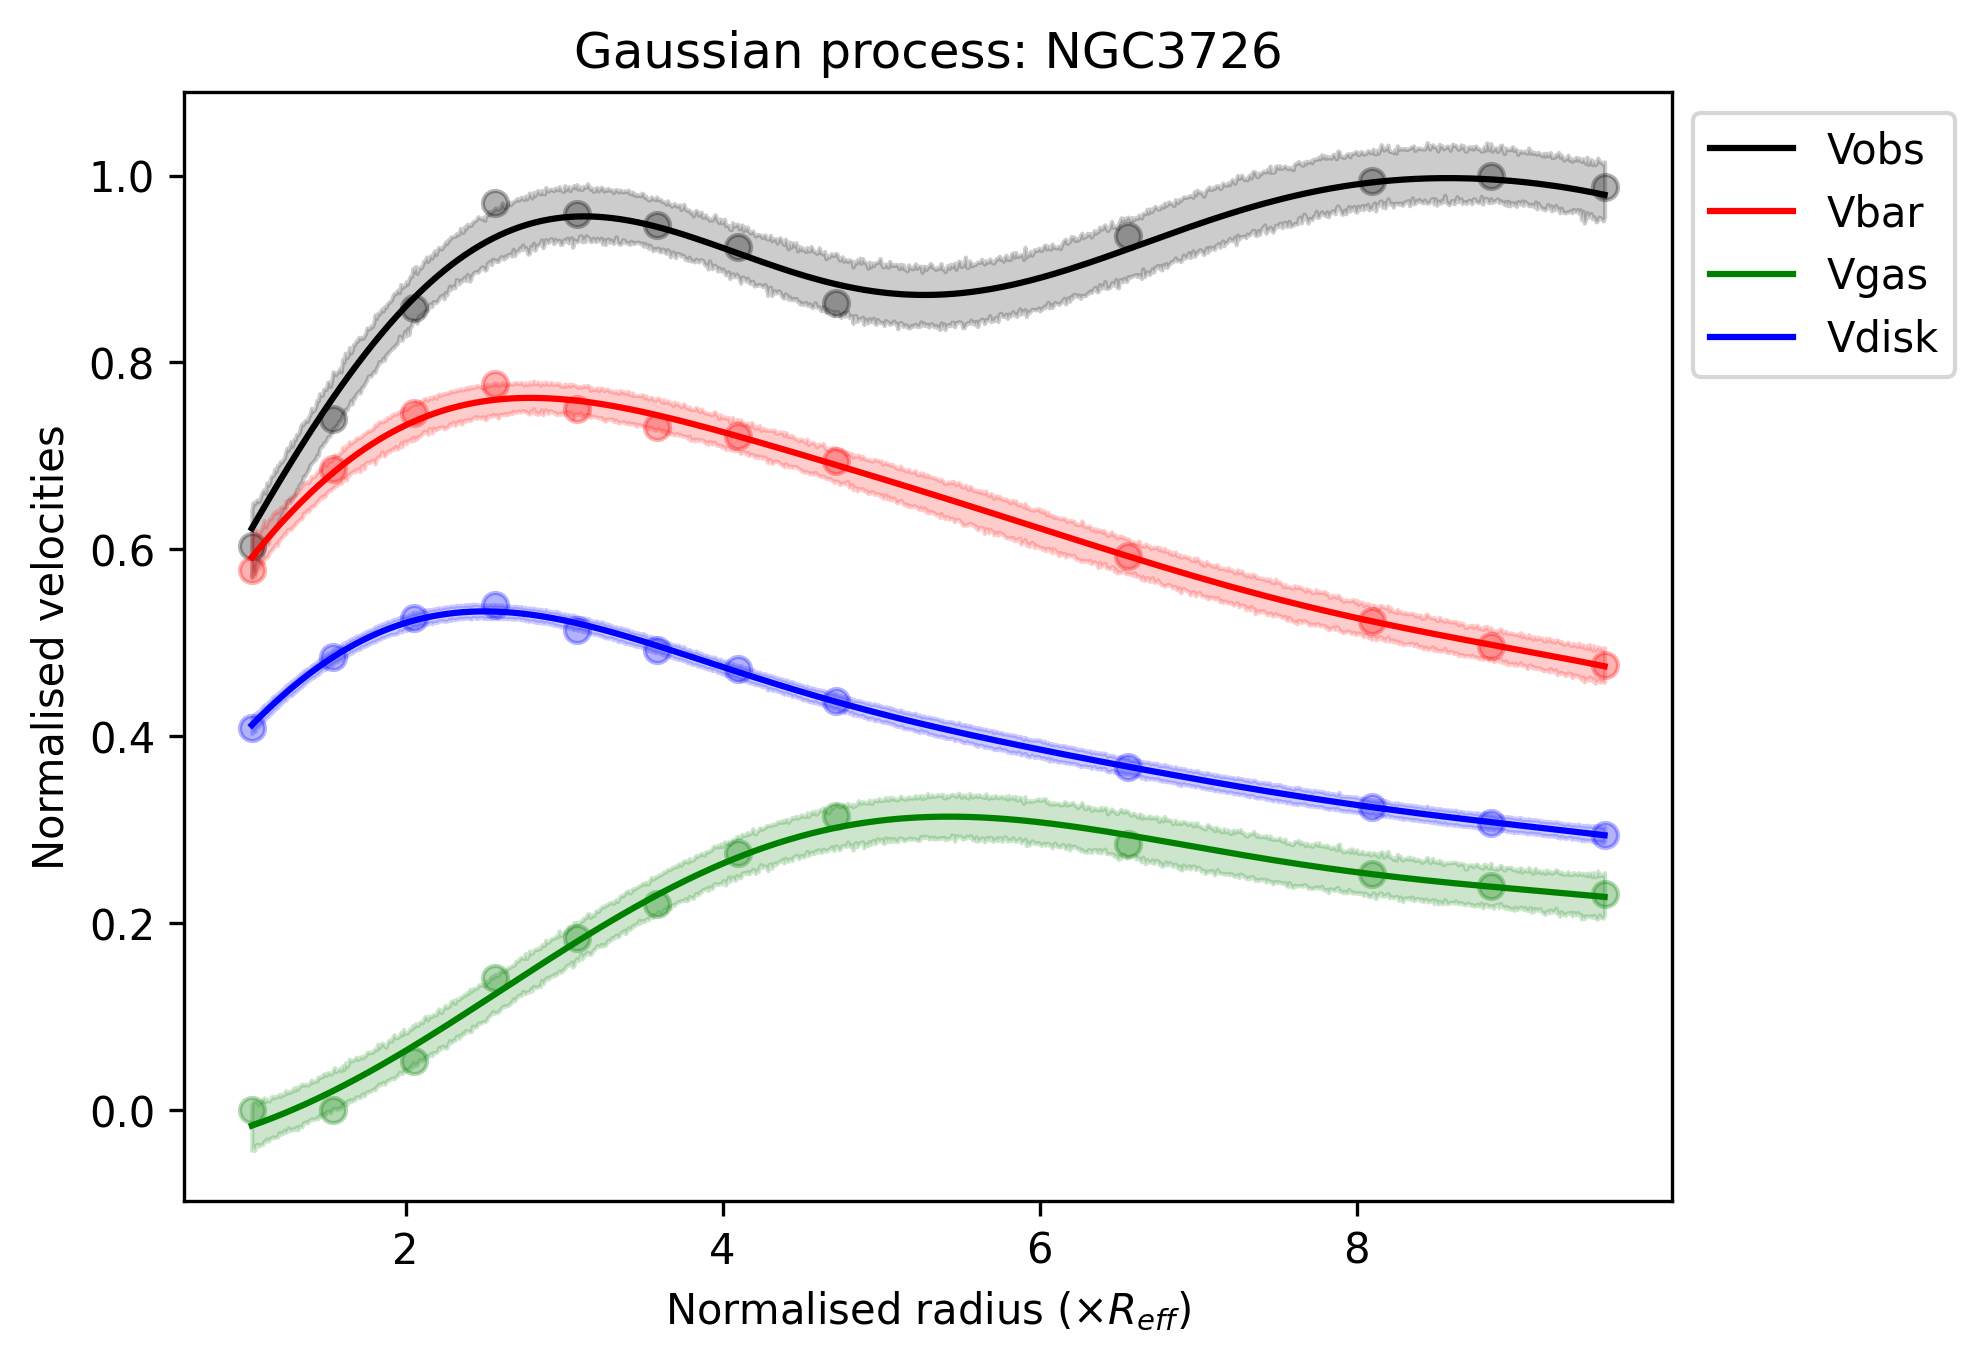 Gaussian process: NGC3726
Vobs
Vbar
Vgas
Vdisk
Normalised velocities
1.0
0.8
0.6
0.4
0.2
0.0
2 4 6 8
Normalised radius (×R_eff)